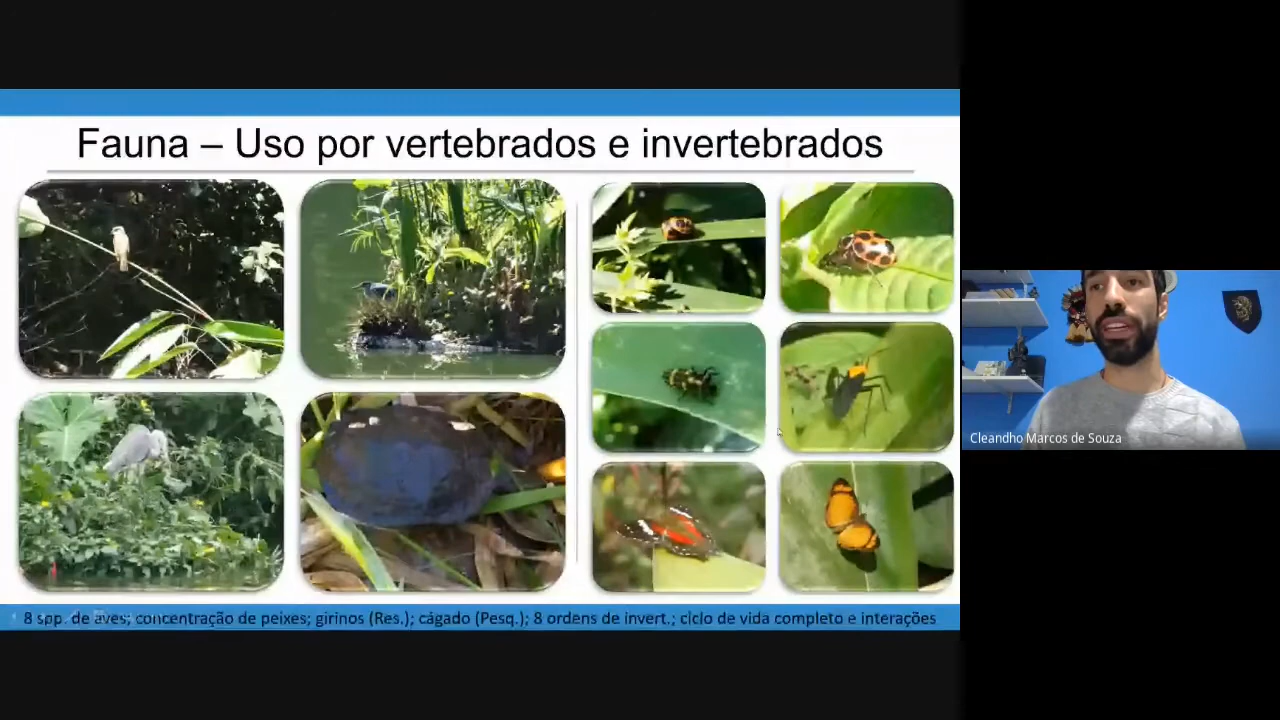 Fauna – Uso por vertebrados e invertebrados
Cleandho Marcos de Souza
8 spp. de aves; concentração de peixes; girinos (Res.); cágado (Pesq.); 8 ordens de invert.; ciclo de vida completo e interações